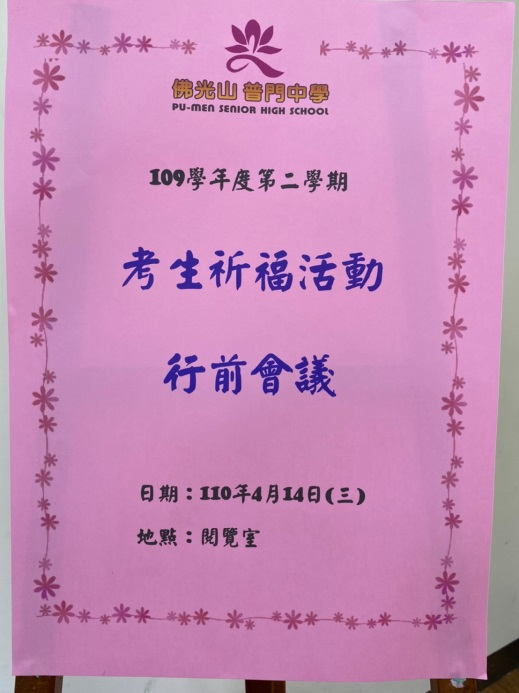 佛光山 普門中學
PU-MEN SENIOR HIGH SCHOOL
109學年度第二學期
考生祈福活動
行前會議
日期：110年4月14日(三)
地點：閱覽室